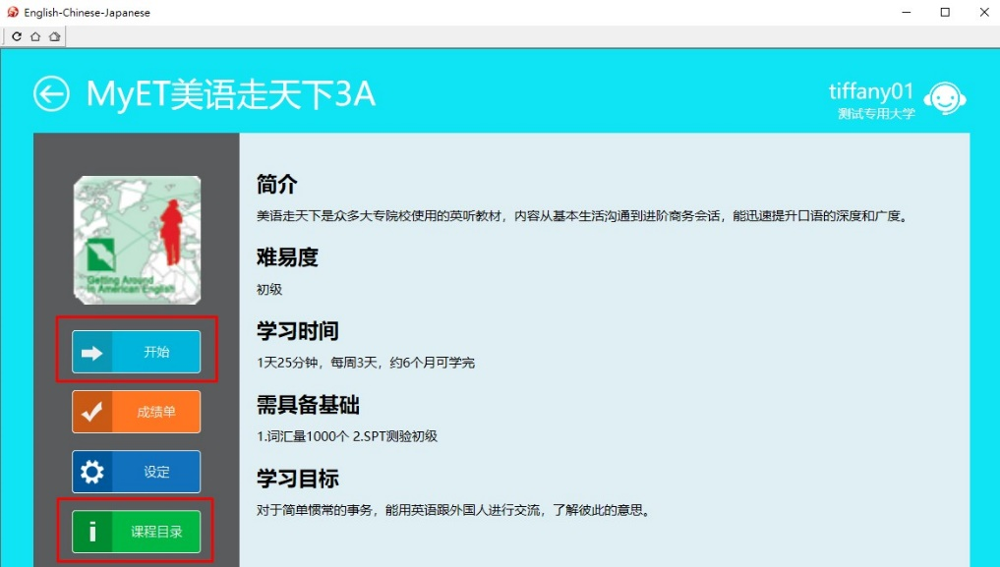 English-Chinese-Japanese
MyET美语走天下3A
tiffany01
测试专用大学
Getting Around
in American English
开始
成绩单
设定
课程目录
简介
美语走天下是众多大专院校使用的英听教材，内容从基本生活沟通到进阶商务会话，能迅速提升口语的深度和广度。
难易度
初级
学习时间
1天25分钟，每周3天，约6个月可学完
需具备基础
1.词汇量1000个 2.SPT测验初级
学习目标
对于简单惯常的事务，能用英语跟外国人进行交流，了解彼此的意思。